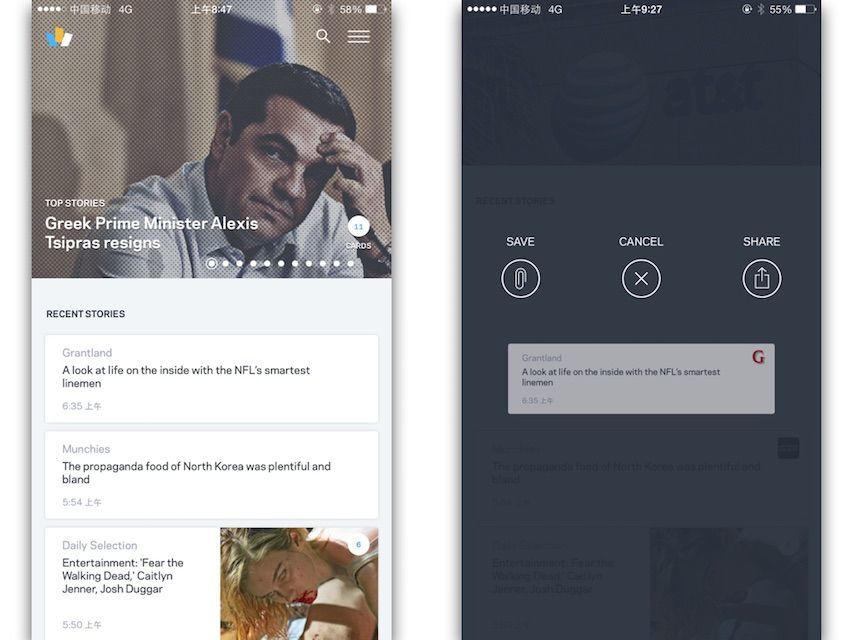 中国移动 4G 上午8:47 58%
TOP STORIES
Greek Prime Minister Alexis
Tsipras resigns
11
CARDS
RECENT STORIES
Grantland
A look at life on the inside with the NFL's smartest
linemen
6:35 上午
Munchies
The propaganda food of North Korea was plentiful and
bland
5:54 上午
Daily Selection
6
Entertainment: 'Fear the
Walking Dead,' Caitlyn
Jenner, Josh Duggar
5:50 上午
中国移动 4G 上午9:27 55%
at&t
RECENT STORIES
SAVE CANCEL SHARE
Grantland
G
A look at life on the inside with the NFL's smartest
linemen
6:35 上午
Munchies
The propaganda food of North Korea was plentiful and
bland
5:54 上午
Daily Selection
Entertainment: 'Fear the
Walking Dead,' Caitlyn
Jenner, Josh Duggar
5:50 上午